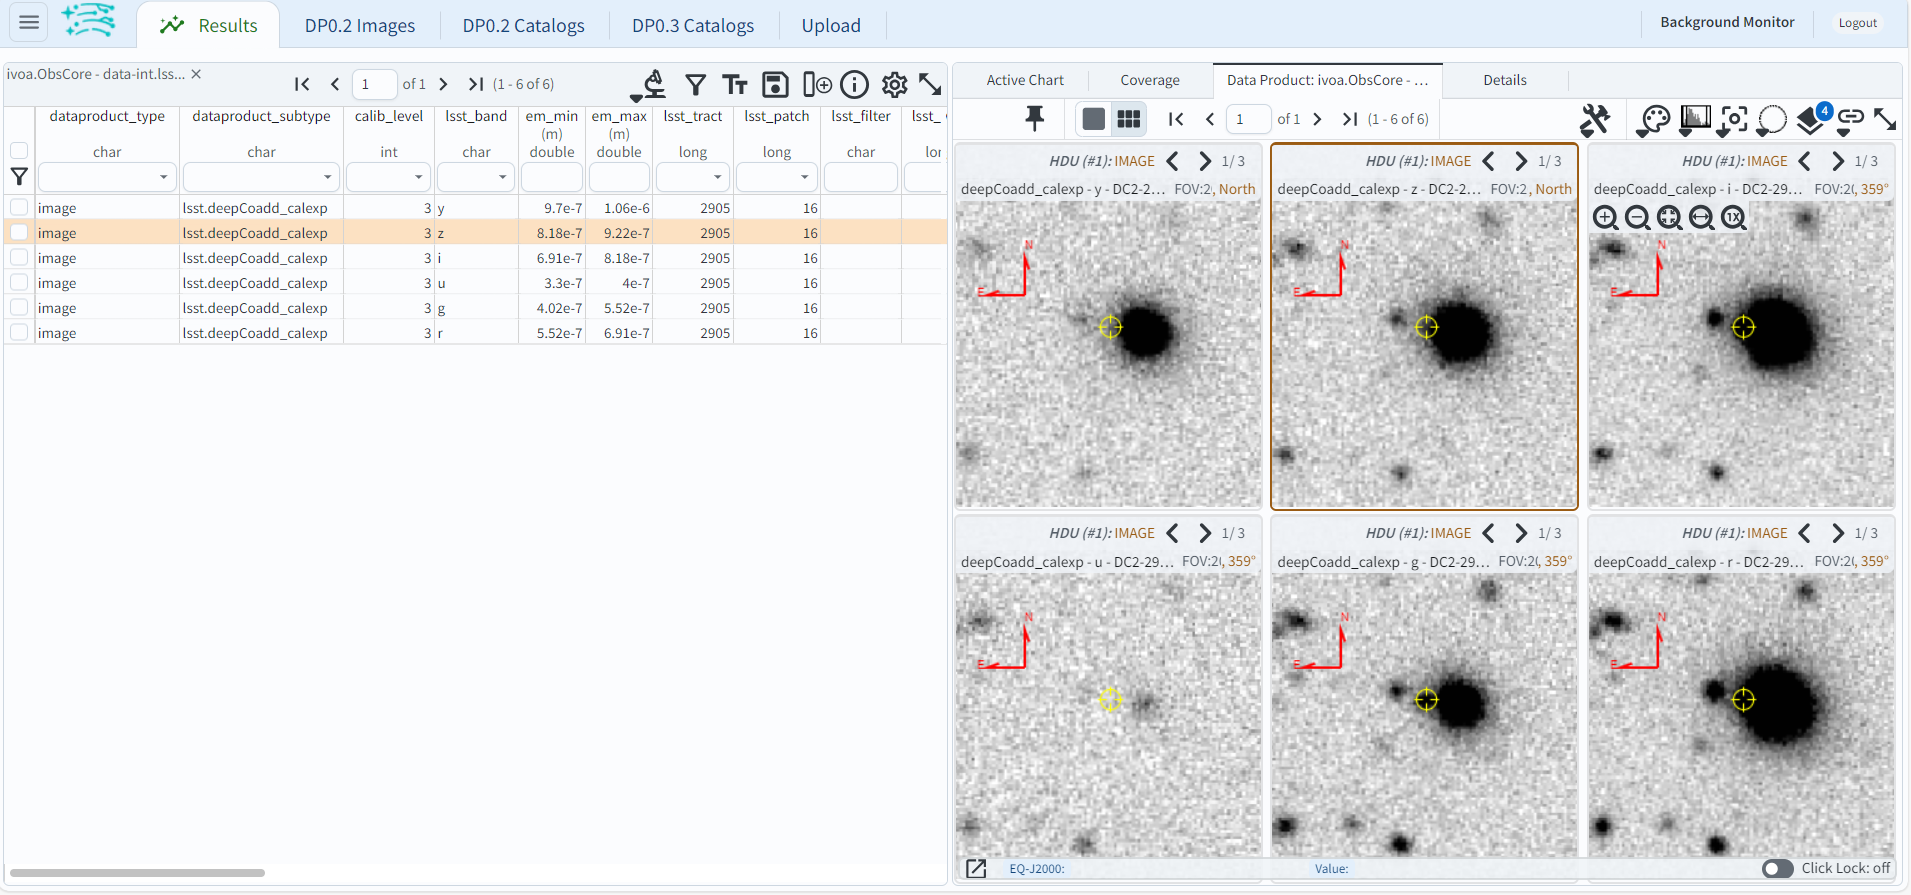 Results
DP0.2 Images
DP0.2 Catalogs
DP0.3 Catalogs
Upload
Background Monitor
Logout
ivoa.ObsCore - data-int.lss...
1 of 1 (1 - 6 of 6)
dataproduct_type dataproduct_subtype calib_level lsst_band em_min em_max lsst_tract lsst_patch lsst_filter lsst_
(m) (m)
char char int char double double long long char lor
image lsst.deepCoadd_calexp 3 y 9.7e-7 1.06e-6 2905 16
image lsst.deepCoadd_calexp 3 z 8.18e-7 9.22e-7 2905 16
image lsst.deepCoadd_calexp 3 i 6.91e-7 8.18e-7 2905 16
image lsst.deepCoadd_calexp 3 u 3.3e-7 4e-7 2905 16
image lsst.deepCoadd_calexp 3 g 4.02e-7 5.52e-7 2905 16
image lsst.deepCoadd_calexp 3 r 5.52e-7 6.91e-7 2905 16
Active Chart
Coverage
Data Product: ivoa.ObsCore - ...
Details
1 of 1 (1 - 6 of 6)
4
HDU (#1): IMAGE 1/ 3
deepCoadd_calexp - y - DC2-2... FOV:2, North
N
E
HDU (#1): IMAGE 1/ 3
deepCoadd_calexp - z - DC2-2... FOV:2, North
N
E
HDU (#1): IMAGE 1/ 3
deepCoadd_calexp - i - DC2-29... FOV:2(, 359°
1X
N
E
HDU (#1): IMAGE 1/ 3
deepCoadd_calexp - u - DC2-29... FOV:2(, 359°
N
E
HDU (#1): IMAGE 1/ 3
deepCoadd_calexp - g - DC2-29... FOV:2(, 359°
N
E
HDU (#1): IMAGE 1/ 3
deepCoadd_calexp - r - DC2-29... FOV:2(, 359°
N
E
EQ-J2000:
Value:
Click Lock: off